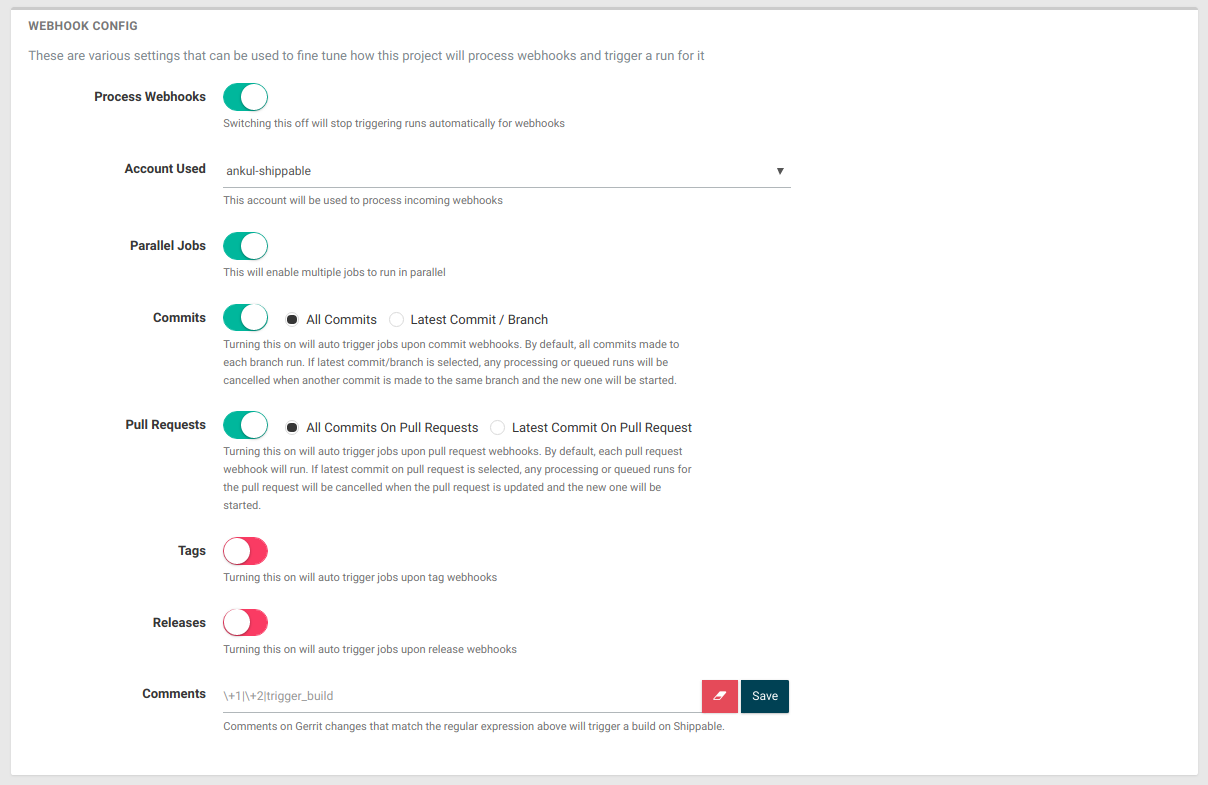 WEBHOOK CONFIG
These are various settings that can be used to fine tune how this project will process webhooks and trigger a run for it
Process Webhooks
Switching this off will stop triggering runs automatically for webhooks
Account Used
ankul-shippable
This account will be used to process incoming webhooks
Parallel Jobs
This will enable multiple jobs to run in parallel
Commits
All Commits
Latest Commit / Branch
Turning this on will auto trigger jobs upon commit webhooks. By default, all commits made to
each branch run. If latest commit/branch is selected, any processing or queued runs will be
cancelled when another commit is made to the same branch and the new one will be started.
Pull Requests
All Commits On Pull Requests
Latest Commit On Pull Request
Turning this on will auto trigger jobs upon pull request webhooks. By default, each pull request
webhook will run. If latest commit on pull request is selected, any processing or queued runs for
the pull request will be cancelled when the pull request is updated and the new one will be
started.
Tags
Turning this on will auto trigger jobs upon tag webhooks
Releases
Turning this on will auto trigger jobs upon release webhooks
Comments
\+1|\+2|trigger_build
Save
Comments on Gerrit changes that match the regular expression above will trigger a build on Shippable.